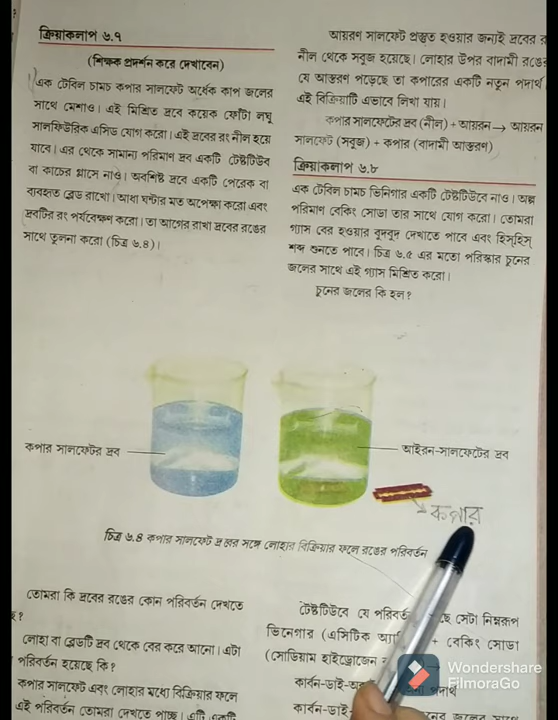 ক্রিয়াকলাপ ৬.৭
(শিক্ষক প্রদর্শন করে দেখাবেন)
এক টেবিল চামচ কপার সালফেট অর্ধেক কাপ জলের
সাথে মেশাও। এই মিশ্রিত দ্রবে কয়েক ফোঁটা লঘু
সালফিউরিক এসিড যোগ করো। এই দ্রবের রং নীল হয়ে
যাবে। এর থেকে সামান্য পরিমাণ দ্রব একটি টেষ্টটিউব
বা কাচের গ্লাসে নাও। অবশিষ্ট দ্রবে একটি পেরেক বা
ব্যবহৃত ব্লেড রাখো। আধা ঘন্টার মত অপেক্ষা করো এবং
দ্রবটির রং পর্যবেক্ষণ করো। তা আগের রাখা দ্রবের রঙের
সাথে তুলনা করো (চিত্র ৬.৪)।
আয়রণ সালফেট প্রস্তুত হওয়ার জন্যই দ্রবের র
নীল থেকে সবুজ হয়েছে। লোহার উপর বাদামী রঙের
যে আস্তরণ পড়েছে তা কপারের একটি নতুন পদার্থ
এই বিক্রিয়াটি এভাবে লিখা যায়।
কপার সালফেটের দ্রব (নীল) + আয়রন → আয়রন
সালফেট (সবুজ) + কপার (বাদামী আস্তরণ)
ক্রিয়াকলাপ ৬.৮
এক টেবিল চামচ ভিনিগার একটি টেষ্টটিউবে নাও। অল্প
পরিমাণ বেকিং সোডা তার সাথে যোগ করো। তোমরা
গ্যাস বের হওয়ার বুদবুদ দেখাতে পাবে এবং হিস্‌হিস্‌
শব্দ শুনতে পাবে। চিত্র ৬.৫ এর মতো পরিস্কার চুনের
জলের সাথে এই গ্যাস মিশ্রিত করো।
চুনের জলের কি হল?
কপার সালফেটের দ্রব
আইরন-সালফেটের দ্রব
কপার
চিত্র ৬.৪ কপার সালফেট দ্রবের সঙ্গে লোহার বিক্রিয়ার ফলে রঙের পরিবর্তন
তোমরা কি দ্রবের রঙের কোন পরিবর্তন দেখতে
ছ?
লোহা বা ব্লেডটি দ্রব থেকে বের করে আনো। এটা
পরিবর্তন হয়েছে কি?
কপার সালফেট এবং লোহার মধ্যে বিক্রিয়ার ফলে
এই পরিবর্তন তোমরা দেখতে পাচ্ছ। এটি একটি
টেষ্টটিউবে যে পরিবর্ত ছে সেটা নিম্নরূপ
ভিনেগার (এসিটিক + বেকিং সোডা
(সোডিয়াম হাইড্রোজেন
কার্বন-ডাই পদার্থ
কার্বন-ডাই জলের সাথে
Wondershare
FilmoraGo